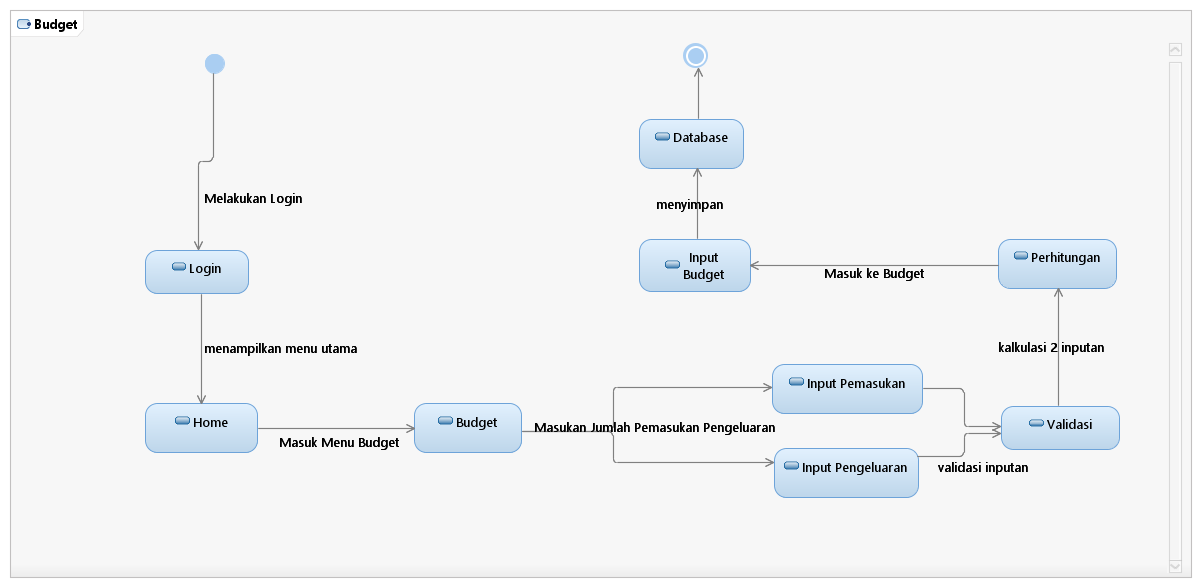 Budget
Melakukan Login
Login
menampilkan menu utama
Home
Masuk Menu Budget
Budget
Masukan Jumlah Pemasukan Pengeluaran
Input Pemasukan
Input Pengeluaran
validasi inputan
Validasi
kalkulasi 2 inputan
Perhitungan
Masuk ke Budget
Input
Budget
menyimpan
Database